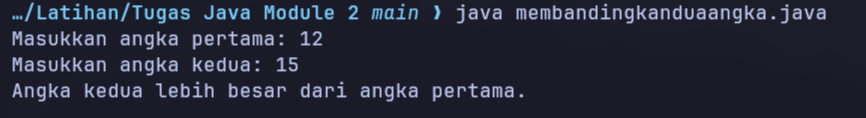 …/Latihan/Tugas Java Module 2 main ❯ java membandingkanduaangka.java
Masukkan angka pertama: 12
Masukkan angka kedua: 15
Angka kedua lebih besar dari angka pertama.